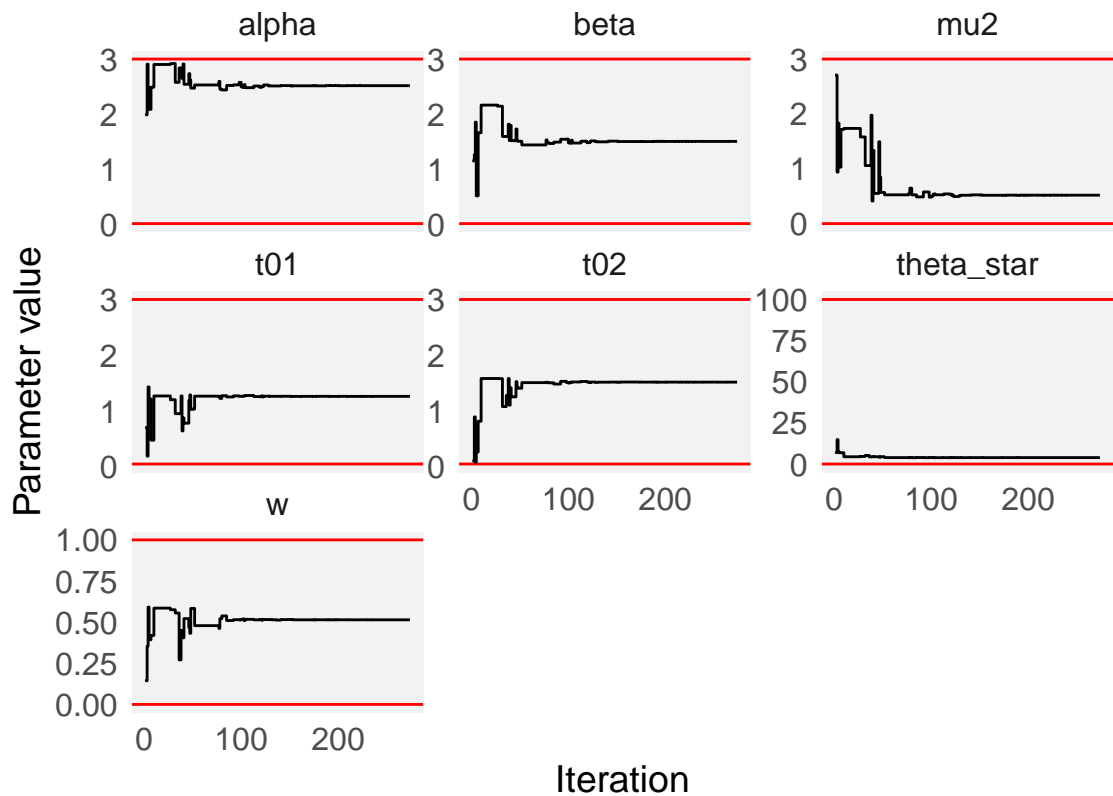 alpha beta mu2
3 3 3
2 2 2
1 1 1
0 0 0
t01 t02 theta_star
3 3 100
2 2 75
1 1 50
0 0 25
0
0 100 200 0 100 200
w
1.00
0.75
0.50
0.25
0.00
0 100 200
Parameter value
Iteration